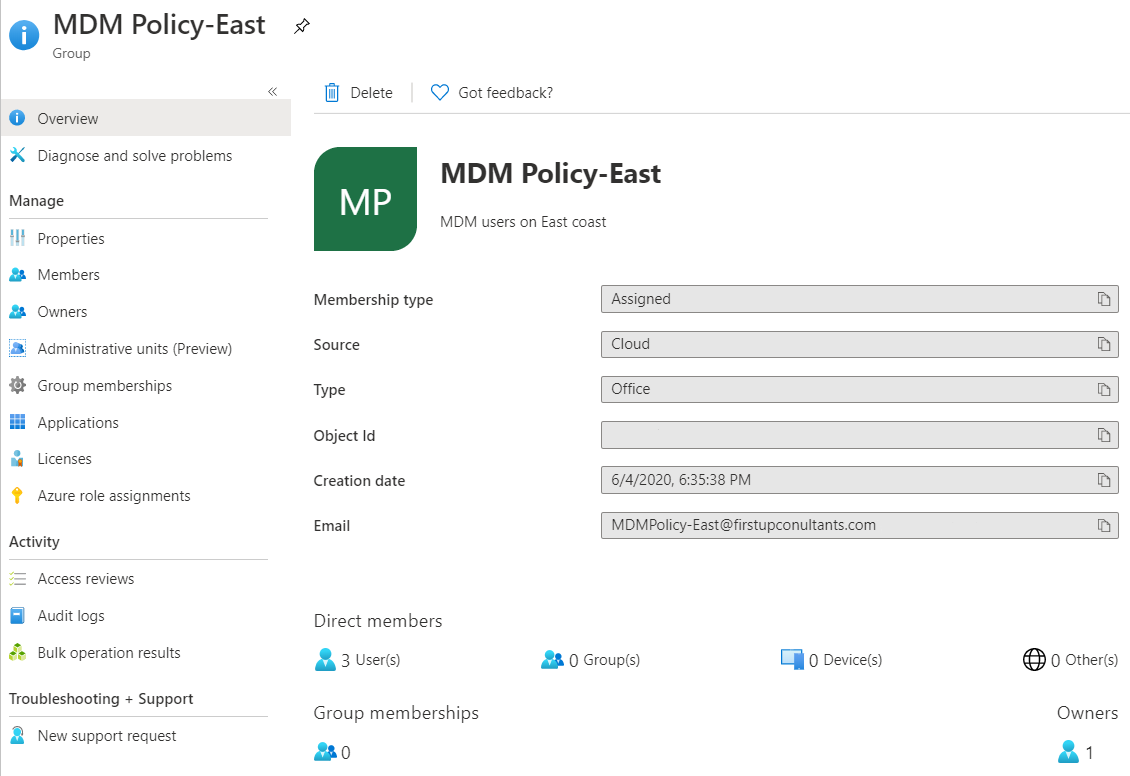 MDM Policy-East
Group
«
Delete
Got feedback?
Overview
Diagnose and solve problems
Manage
Properties
Members
Owners
Administrative units (Preview)
Group memberships
Applications
Licenses
Azure role assignments
Activity
Access reviews
Audit logs
Bulk operation results
Troubleshooting + Support
New support request
MP
MDM Policy-East
MDM users on East coast
Membership type Assigned
Source Cloud
Type Office
Object Id
Creation date 6/4/2020, 6:35:38 PM
Email MDMPolicy-East@firstupconultants.com
Direct members
3 User(s) 0 Group(s) 0 Device(s) 0 Other(s)
Group memberships Owners
0 1